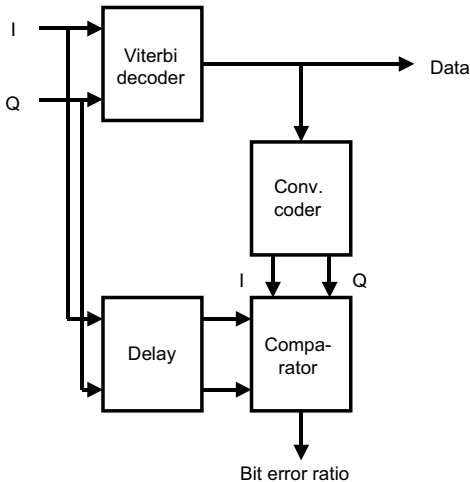 I
Viterbi
decoder
Data
Q
Conv.
coder
I
Q
Delay
Compa-
rator
Bit error ratio